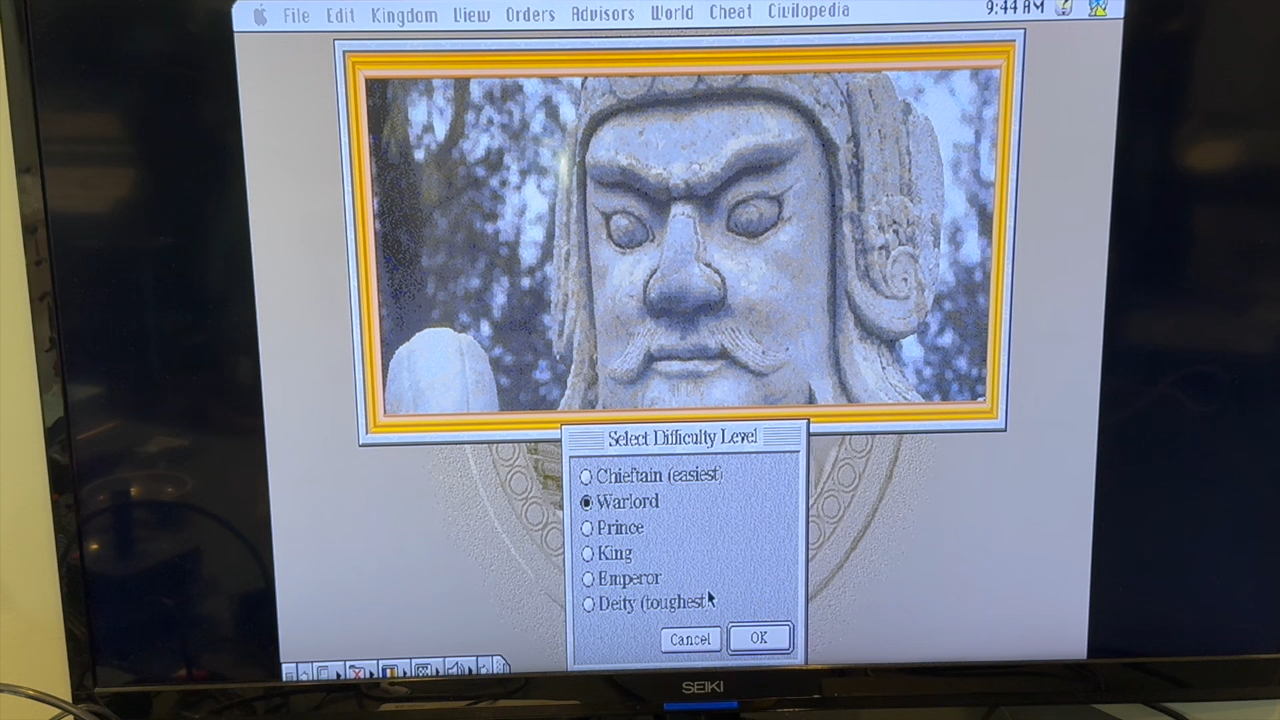 File Edit Kingdom View Orders Advisors World Cheat Civilopedia 9:44 AM
Select Difficulty Level
Chieftain (easiest)
Warlord
Prince
King
Emperor
Deity (toughest)
Cancel OK
SEIKI